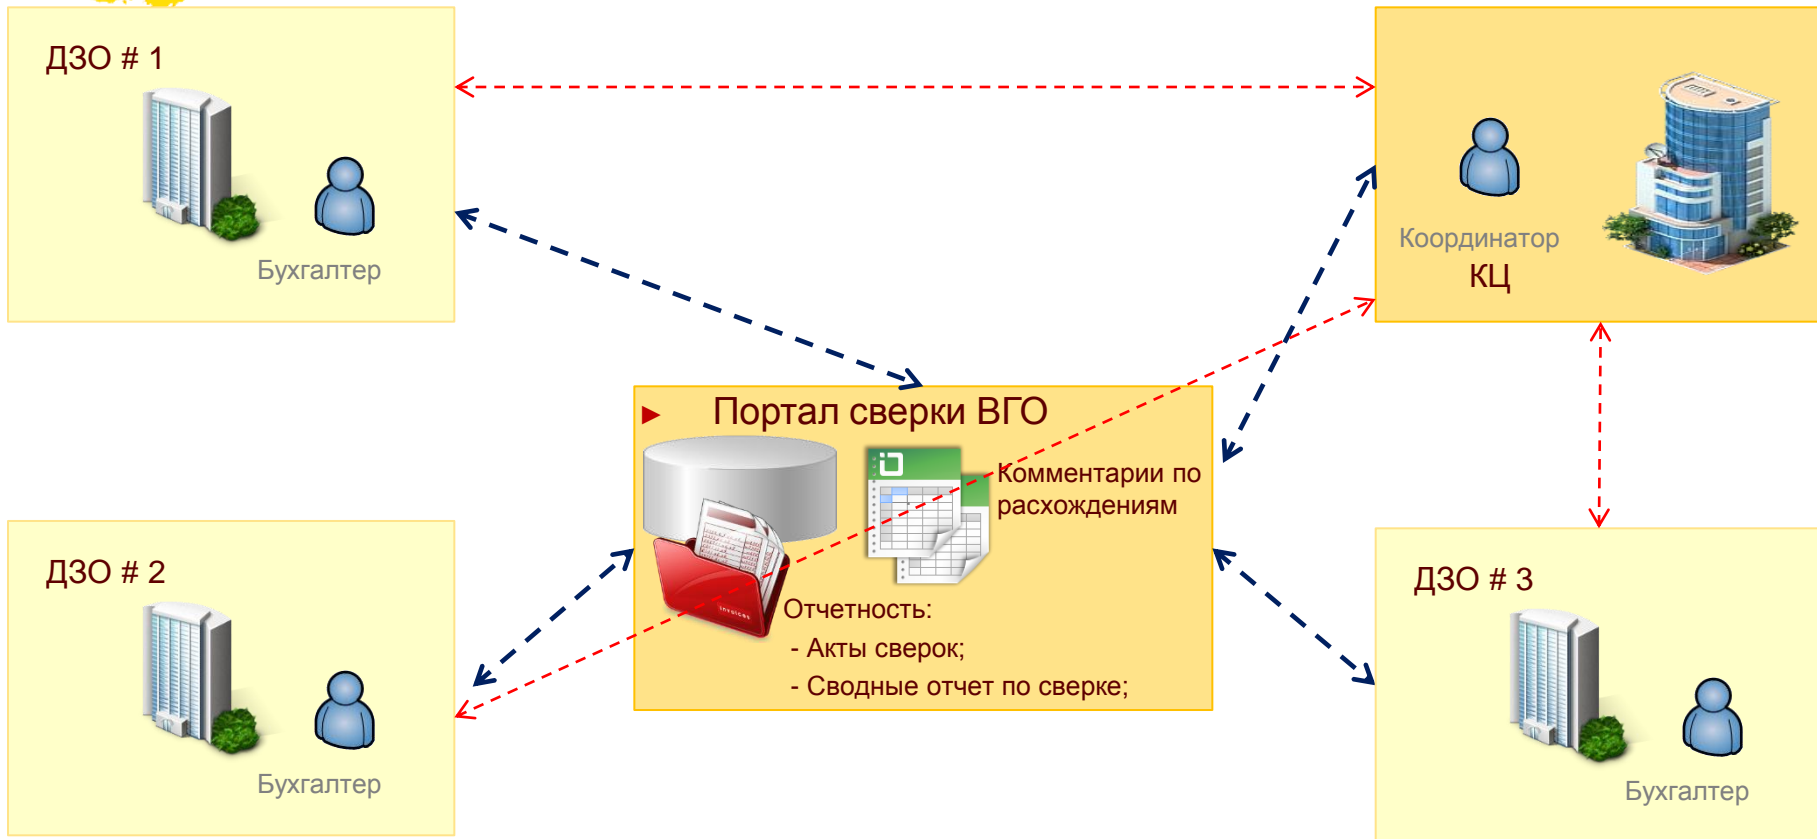 ДЗО # 1
Бухгалтер
Координатор
КЦ
Портал сверки ВГО
Комментарии по
расхождениям
Отчетность:
- Акты сверок;
- Сводные отчет по сверке;
ДЗО # 2
Бухгалтер
ДЗО # 3
Бухгалтер
invoices